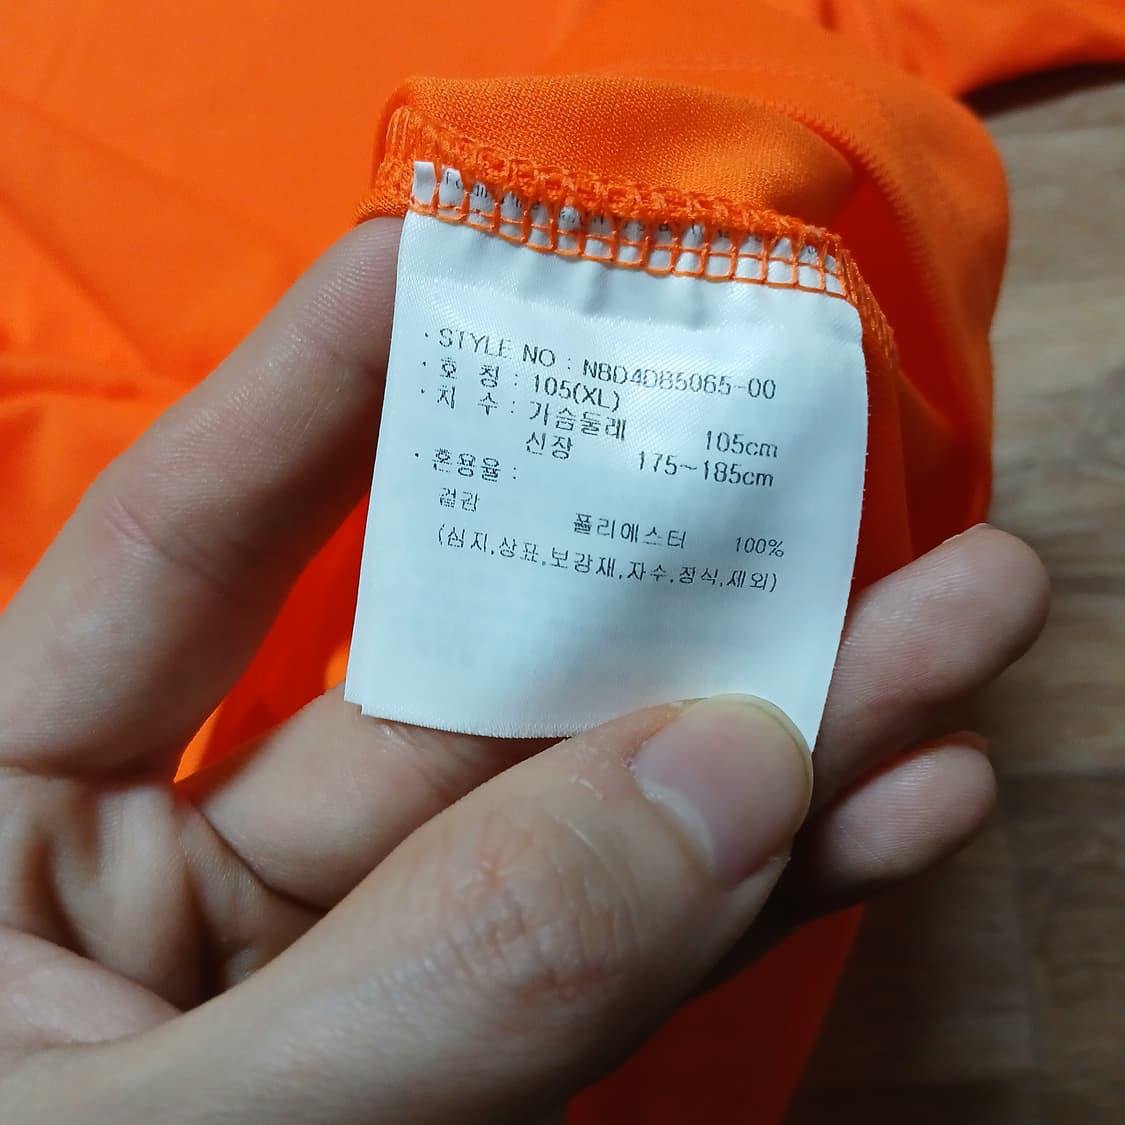 · STYLE NO : NBD4DB5065-00
· 호 칭 : 105(XL)
· 치 수 : 가슴둘레 105cm
신장 175~185cm
· 혼용율 :
겉감
폴리에스터 100%
(심지,상표,보강재,자수,장식,제외)